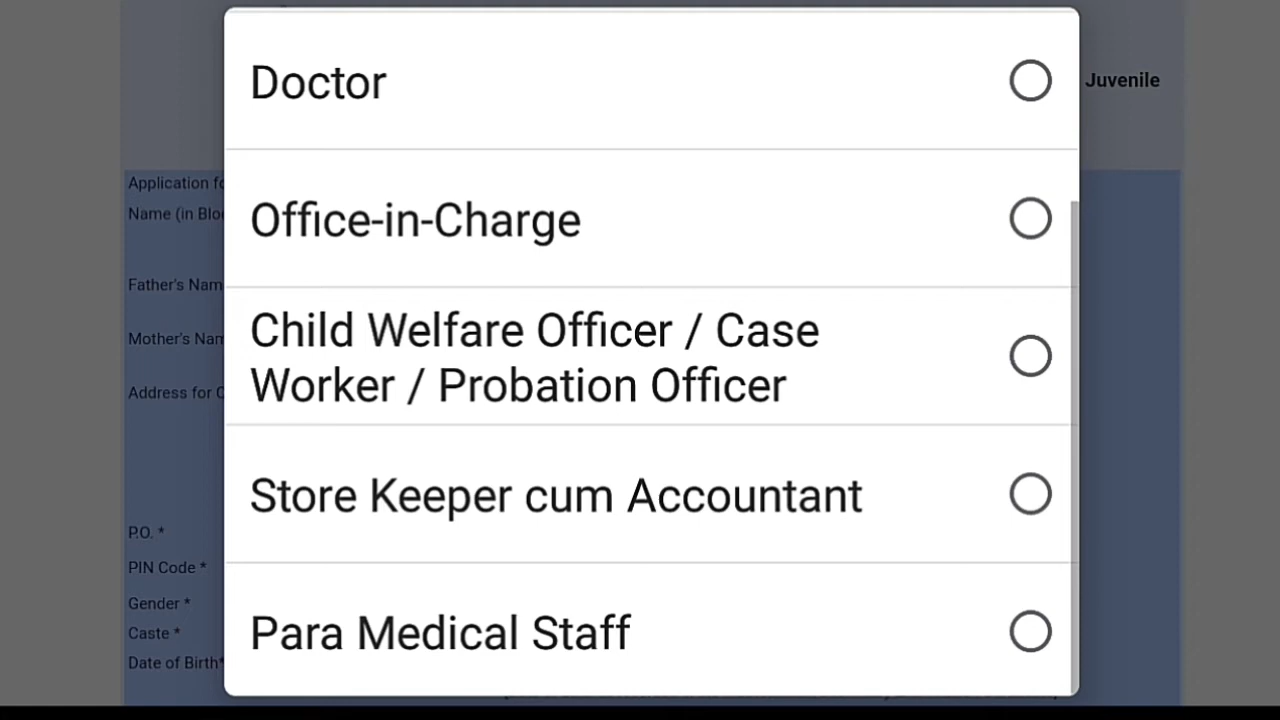 Doctor
Juvenile
Application fo
Name (in Blo
Office-in-Charge
Father's Nam
Child Welfare Officer / Case
Worker / Probation Officer
Mother's Nam
Address for C
Store Keeper cum Accountant
P.O. *
PIN Code *
Gender *
Para Medical Staff
Caste *
Date of Birth*